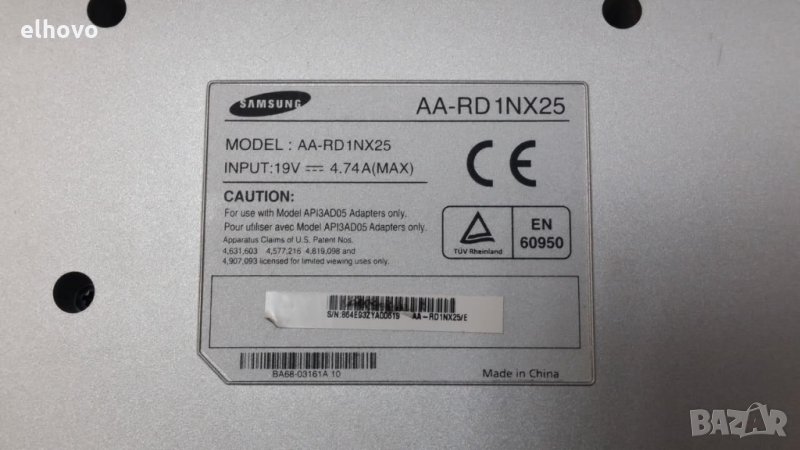 elhovo
SAMSUNG
AA-RD1NX25
MODEL : AA-RD1NX25
INPUT:19V 4.74A(MAX)
CE
CAUTION:
For use with Model API3AD05 Adapters only.
Pour utiliser avec Model API3AD05 Adapters only.
Apparatus Claims of U.S. Patent Nos.
4,631,603 4,577,216 4,819,098 and
4,907,093 licensed for limited viewing uses only.
TÜV Rheinland
EN
60950
S/N:864E93ZYA00619 AA-RD1NX25/E
BA68-03161A 10
Made in China
BAZAR